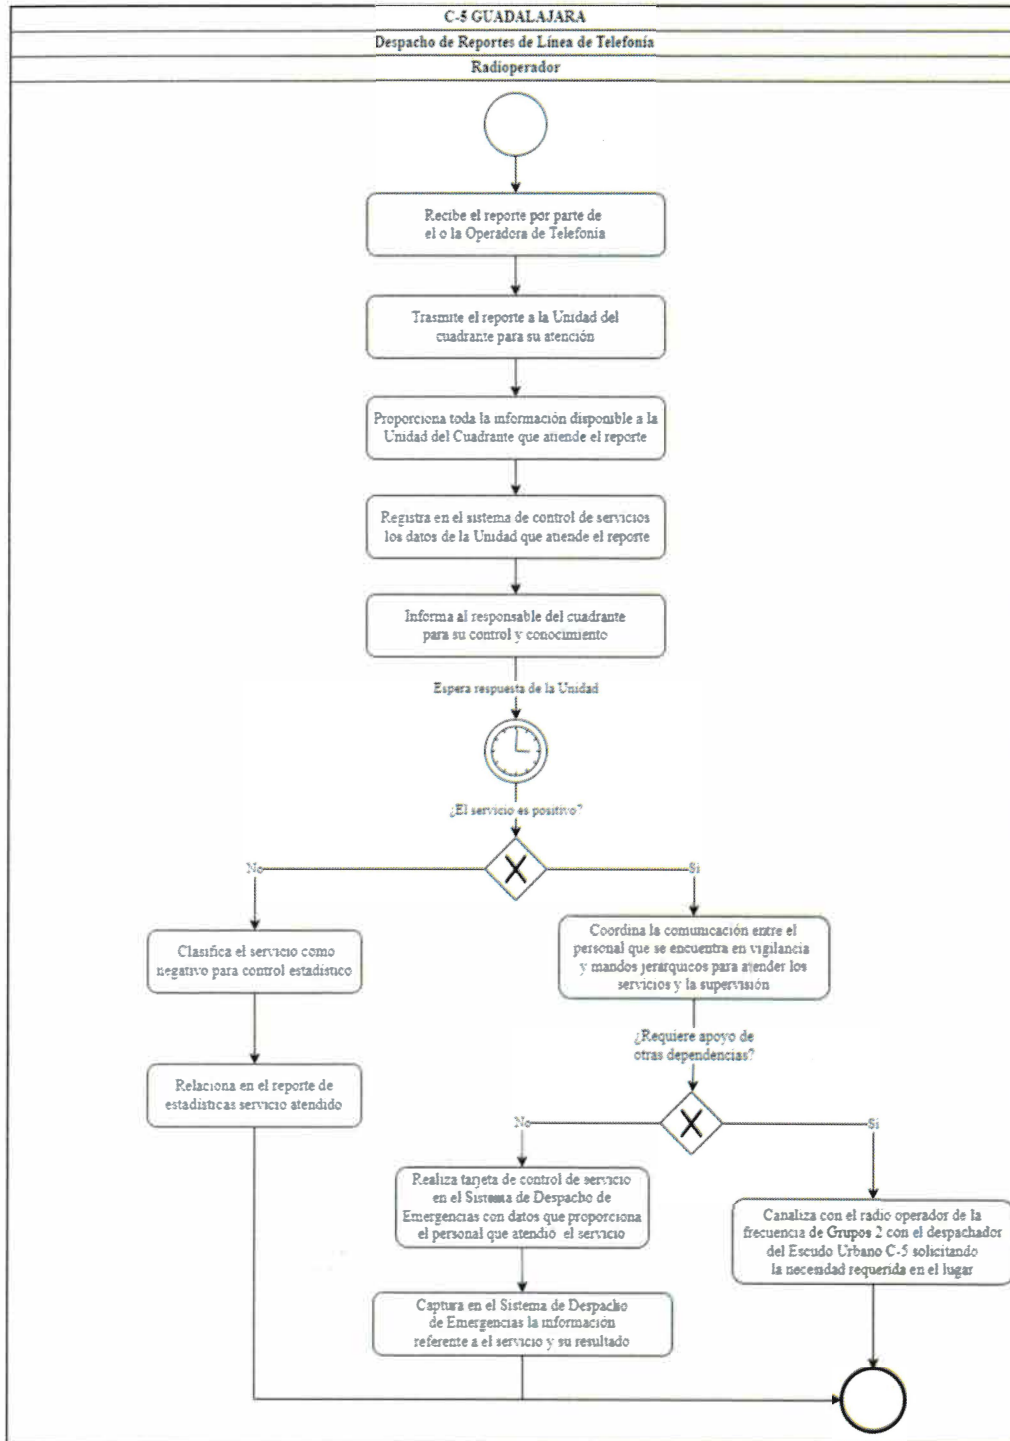 C-5 GUADALAJARA
Despacho de Reportes de Línea de Telefonía
Radioperador
Recibe el reporte por parte de
el o la Operadora de Telefonía
Trasmite el reporte a la Unidad del
cuadrante para su atención
Proporciona toda la información disponible a la
Unidad del Cuadrante que atiende el reporte
Registra en el sistema de control de servicios
los datos de la Unidad que atiende el reporte
Informa al responsable del cuadrante
para su control y conocimiento
Espera respuesta de la Unidad
¿El servicio es positivo?
No
Si
Clasifica el servicio como
negativo para control estadístico
Coordina la comunicación entre el
personal que se encuentra en vigilancia
y mandos jerárquicos para atender los
servicios y la supervisión
¿Requiere apoyo de
otras dependencias?
Relaciona en el reporte de
estadísticas servicio atendido
No
Si
Realiza tarjeta de control de servicio
en el Sistema de Despacho de
Emergencias con datos que proporciona
el personal que atendió el servicio
Canaliza con el radio operador de la
frecuencia de Grupos 2 con el despachador
del Escudo Urbano C-5 solicitando
la necesidad requerida en el lugar
Captura en el Sistema de Despacho
de Emergencias la información
referente a el servicio y su resultado